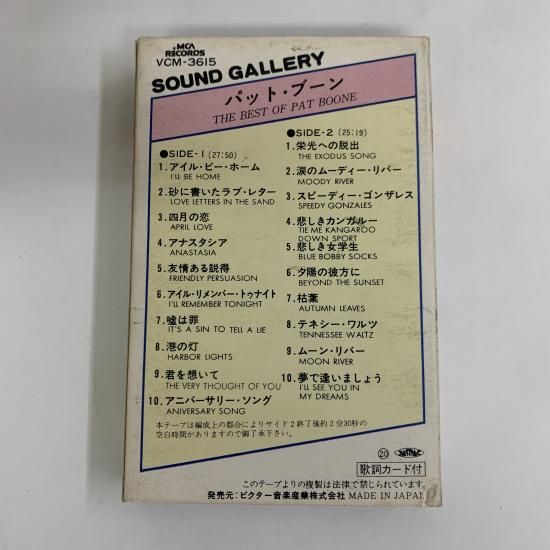 MCA
RECORDS
VCM-3615
SOUND GALLERY
パット・ブーン
THE BEST OF PAT BOONE
●SIDE-1 (27:50)
1.アイル・ビー・ホーム
I'LL BE HOME
2.砂に書いたラブ・レター
LOVE LETTERS IN THE SAND
3.四月の恋
APRIL LOVE
4.アナスタシア
ANASTASIA
5.友情ある説得
FRIENDLY PERSUASION
6.アイル・リメンバー・トゥナイト
I'LL REMEMBER TONIGHT
7.嘘は罪
IT'S A SIN TO TELL A LIE
8.港の灯
HARBOR LIGHTS
9.君を想いて
THE VERY THOUGHT OF YOU
10.アニバーサリー・ソング
ANIVERSARY SONG
●SIDE-2 (25:19)
1.栄光への脱出
THE EXODUS SONG
2.涙のムーディー・リバー
MOODY RIVER
3.スピーディー・ゴンザレス
SPEEDY GONZALES
4.悲しきカンガルー
TIE ME KANGAROO
DOWN SPORT
5.悲しき女学生
BLUE BOBBY SOCKS
6.夕陽の彼方に
BEYOND THE SUNSET
7.枯葉
AUTUMN LEAVES
8.テネシー・ワルツ
TENNESSEE WALTZ
9.ムーン・リバー
MOON RIVER
10.夢で逢いましょう
I'LL SEE YOU IN
MY DREAMS
本テープは編成上の都合によりサイド2終了後約2分30秒の
空白時間がありますので御了承下さい。
⑳ JASRAC
歌詞カード付
このテープよりの複製は法律で禁じられています。
発売元:ビクター音楽産業株式会社 MADE IN JAPAN